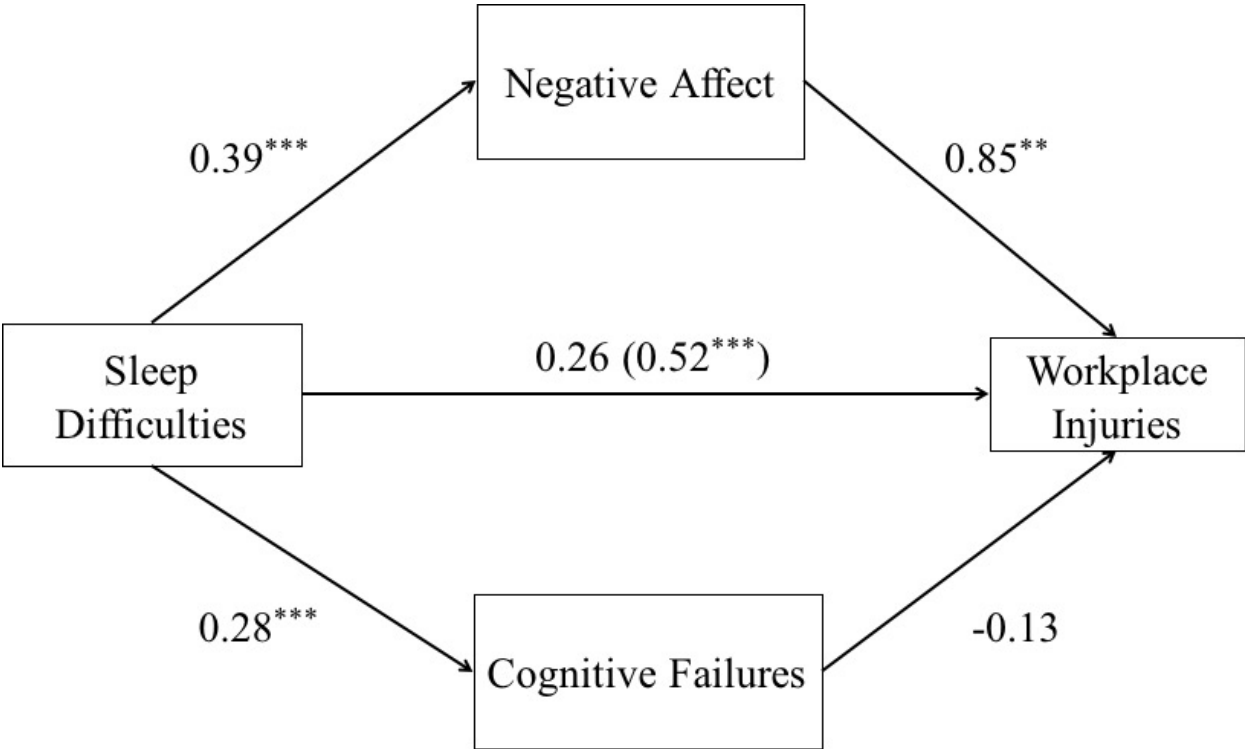 Negative Affect
0.39***
0.85**
Sleep
Difficulties
0.26 (0.52***)
Workplace
Injuries
0.28***
-0.13
Cognitive Failures